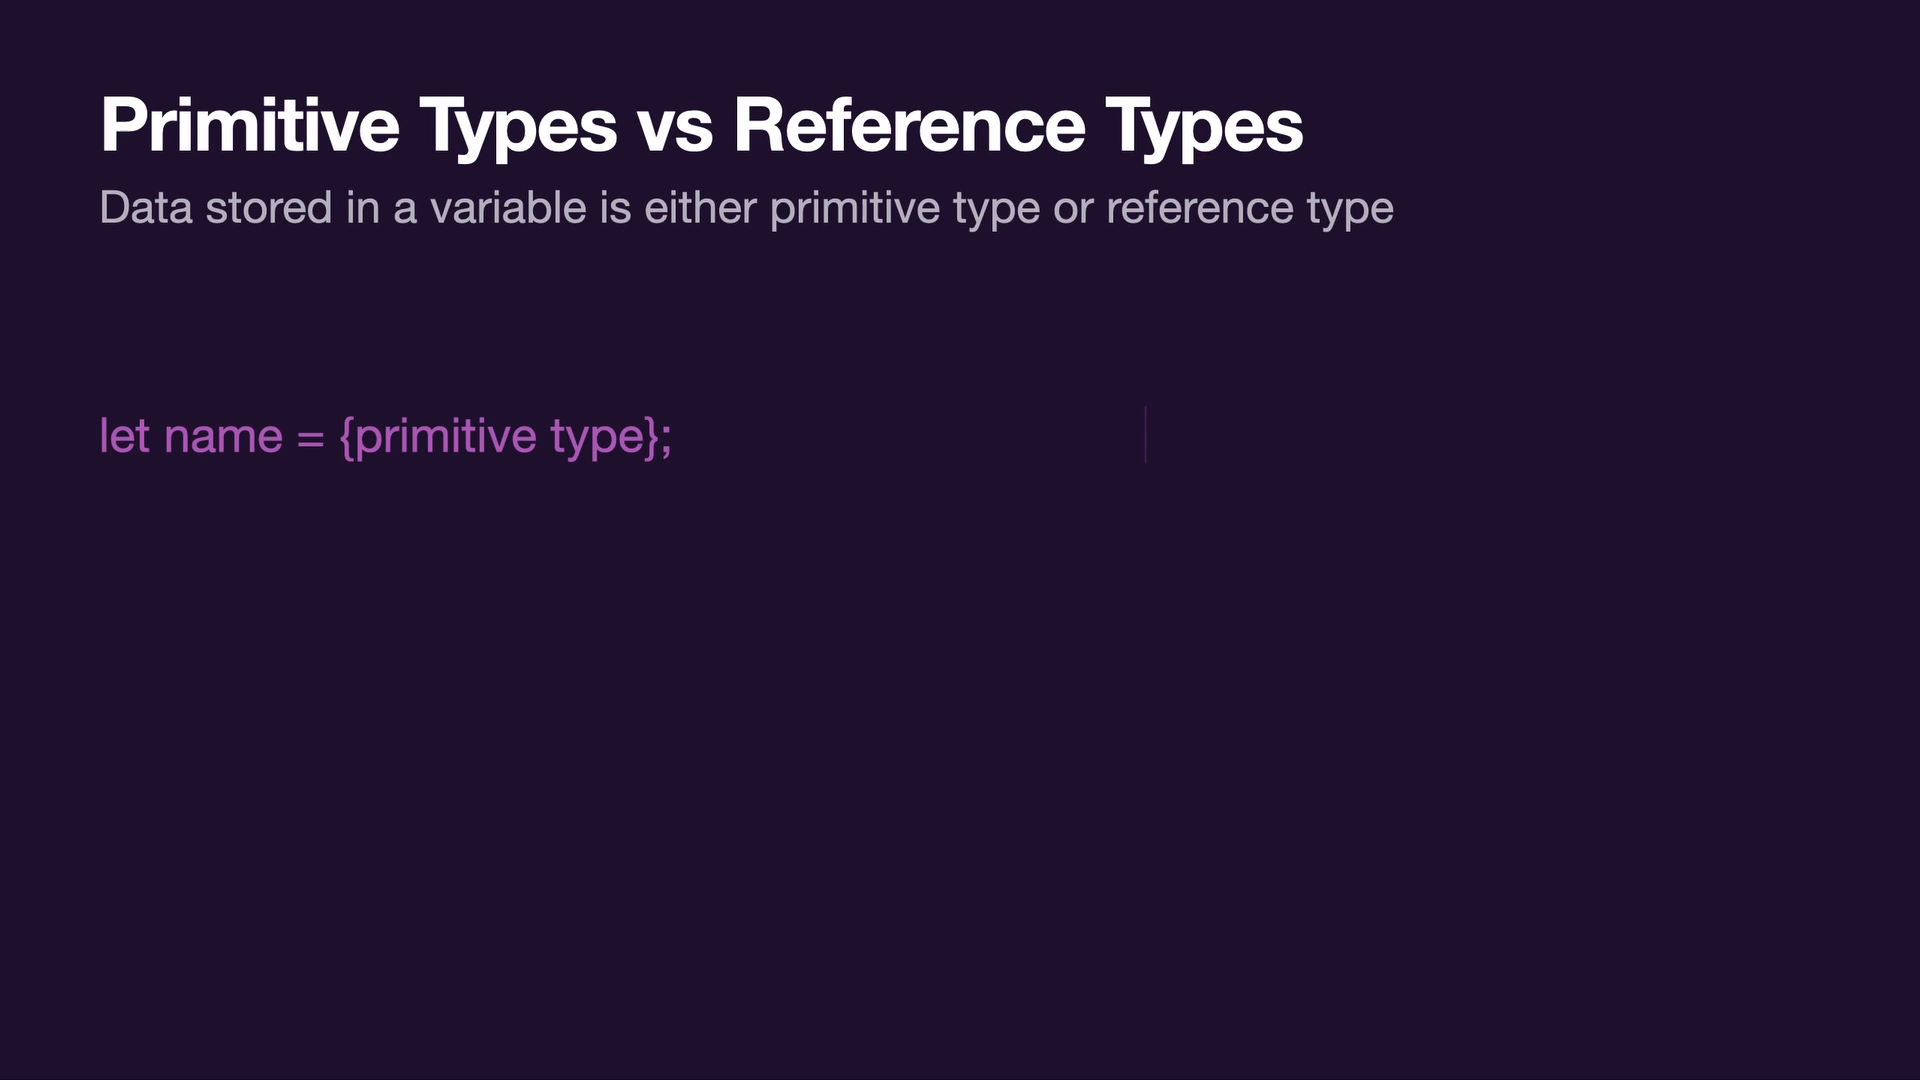 Primitive Types vs Reference Types
Data stored in a variable is either primitive type or reference type
let name = {primitive type};